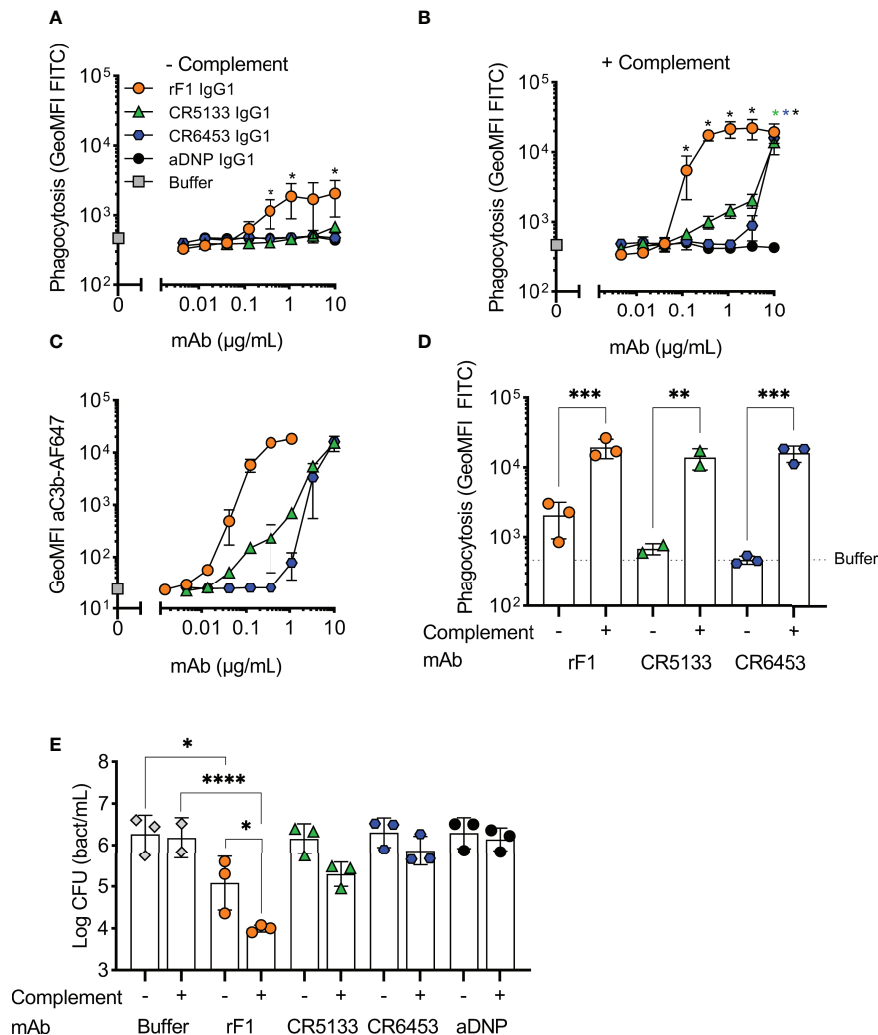 A
- Complement
Phagocytosis (GeoMFI FITC)
10⁵
10⁴
10³
10²
rF1 IgG1
CR5133 IgG1
CR6453 IgG1
aDNP IgG1
Buffer
* * *
0 0.01 0.1 1 10
mAb (µg/mL)
B
+ Complement
Phagocytosis (GeoMFI FITC)
10⁵
10⁴
10³
10²
* * * * * * *
0 0.01 0.1 1 10
mAb (µg/mL)
C
GeoMFI aC3b-AF647
10⁵
10⁴
10³
10²
10¹
0 0.01 0.1 1 10
mAb (µg/mL)
D
Phagocytosis (GeoMFI FITC)
10⁵
10⁴
10³
10²
*** ** ***
Buffer
Complement - + - + - +
mAb rF1 CR5133 CR6453
E
Log CFU (bact/mL)
8
7
6
5
4
3
*
****
*
Complement - + - + - + - + - +
mAb Buffer rF1 CR5133 CR6453 aDNP